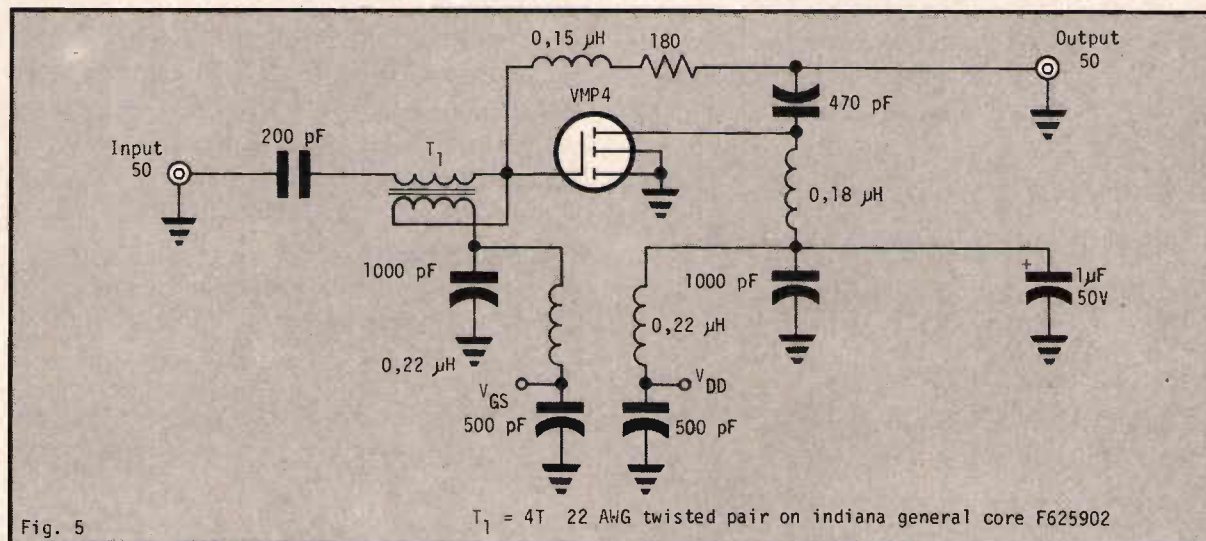 0,15 µH
180
Output
50
VMP4
470 pF
200 pF
Input
50
T1
0,18 µH
1000 pF
1000 pF
+
1µF
50V
0,22 µH
0,22 µH
VGS
VDD
500 pF
500 pF
T1 = 4T 22 AWG twisted pair on indiana general core F625902
Fig. 5